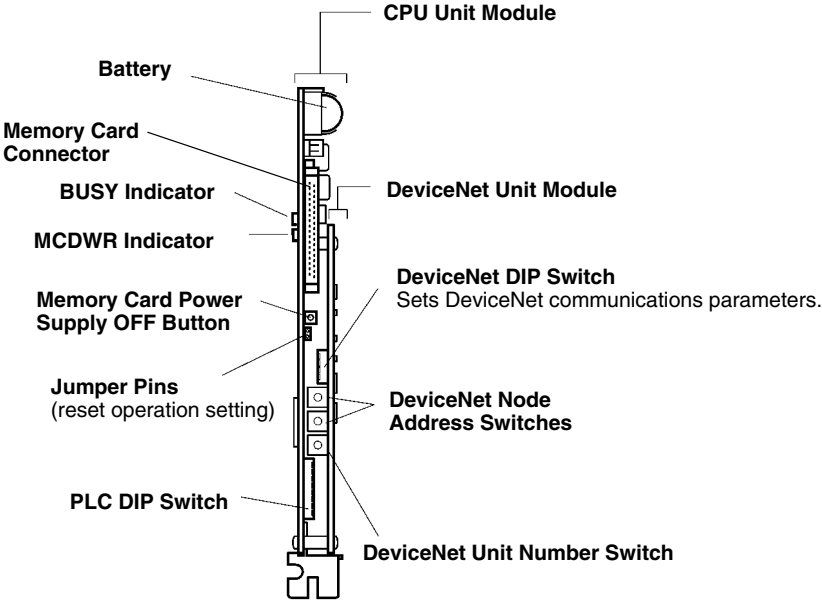 CPU Unit Module
Battery
Memory Card
Connector
BUSY Indicator
DeviceNet Unit Module
MCDWR Indicator
DeviceNet DIP Switch
Sets DeviceNet communications parameters.
Memory Card Power
Supply OFF Button
Jumper Pins
(reset operation setting)
DeviceNet Node
Address Switches
PLC DIP Switch
DeviceNet Unit Number Switch